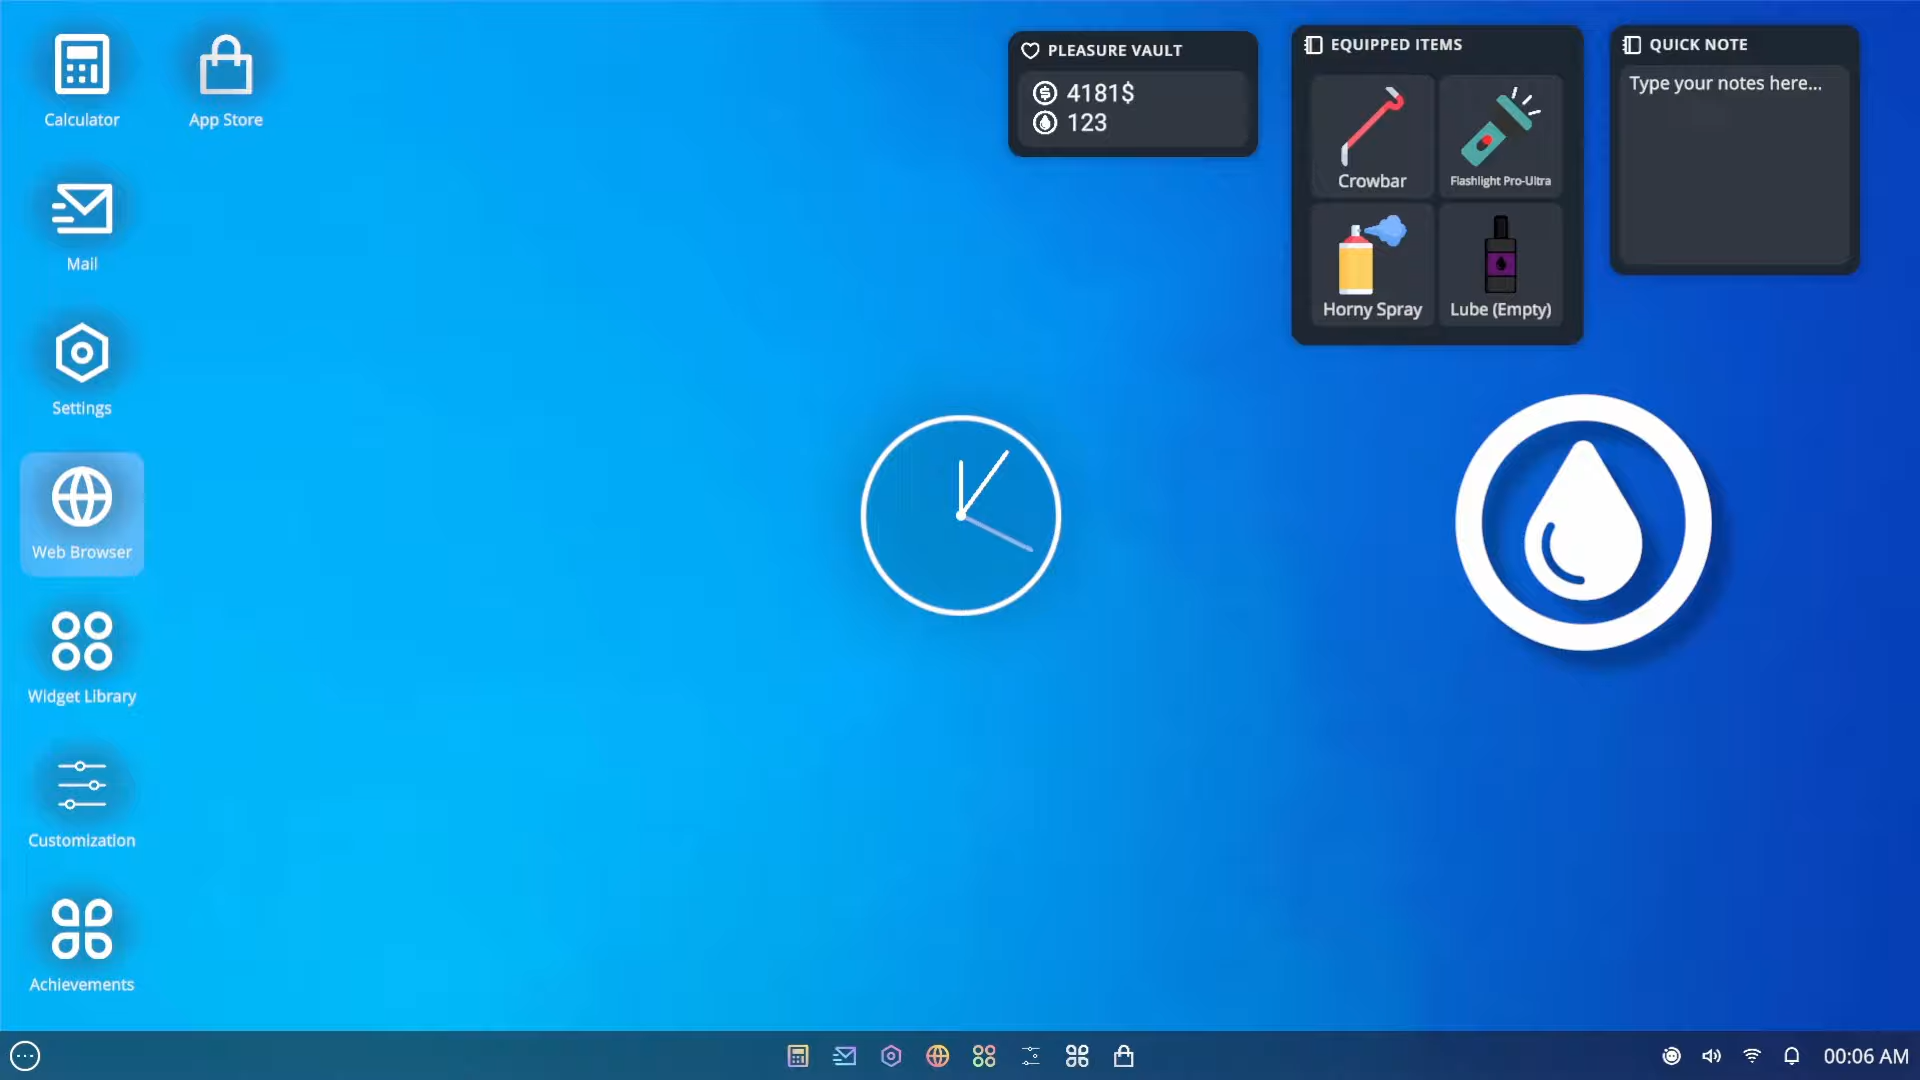 Calculator
App Store
Mail
Settings
Web Browser
Widget Library
Customization
Achievements
PLEASURE VAULT
4181$
123
EQUIPPED ITEMS
Crowbar
Flashlight Pro-Ultra
Horny Spray
Lube (Empty)
QUICK NOTE
Type your notes here...
00:06 AM